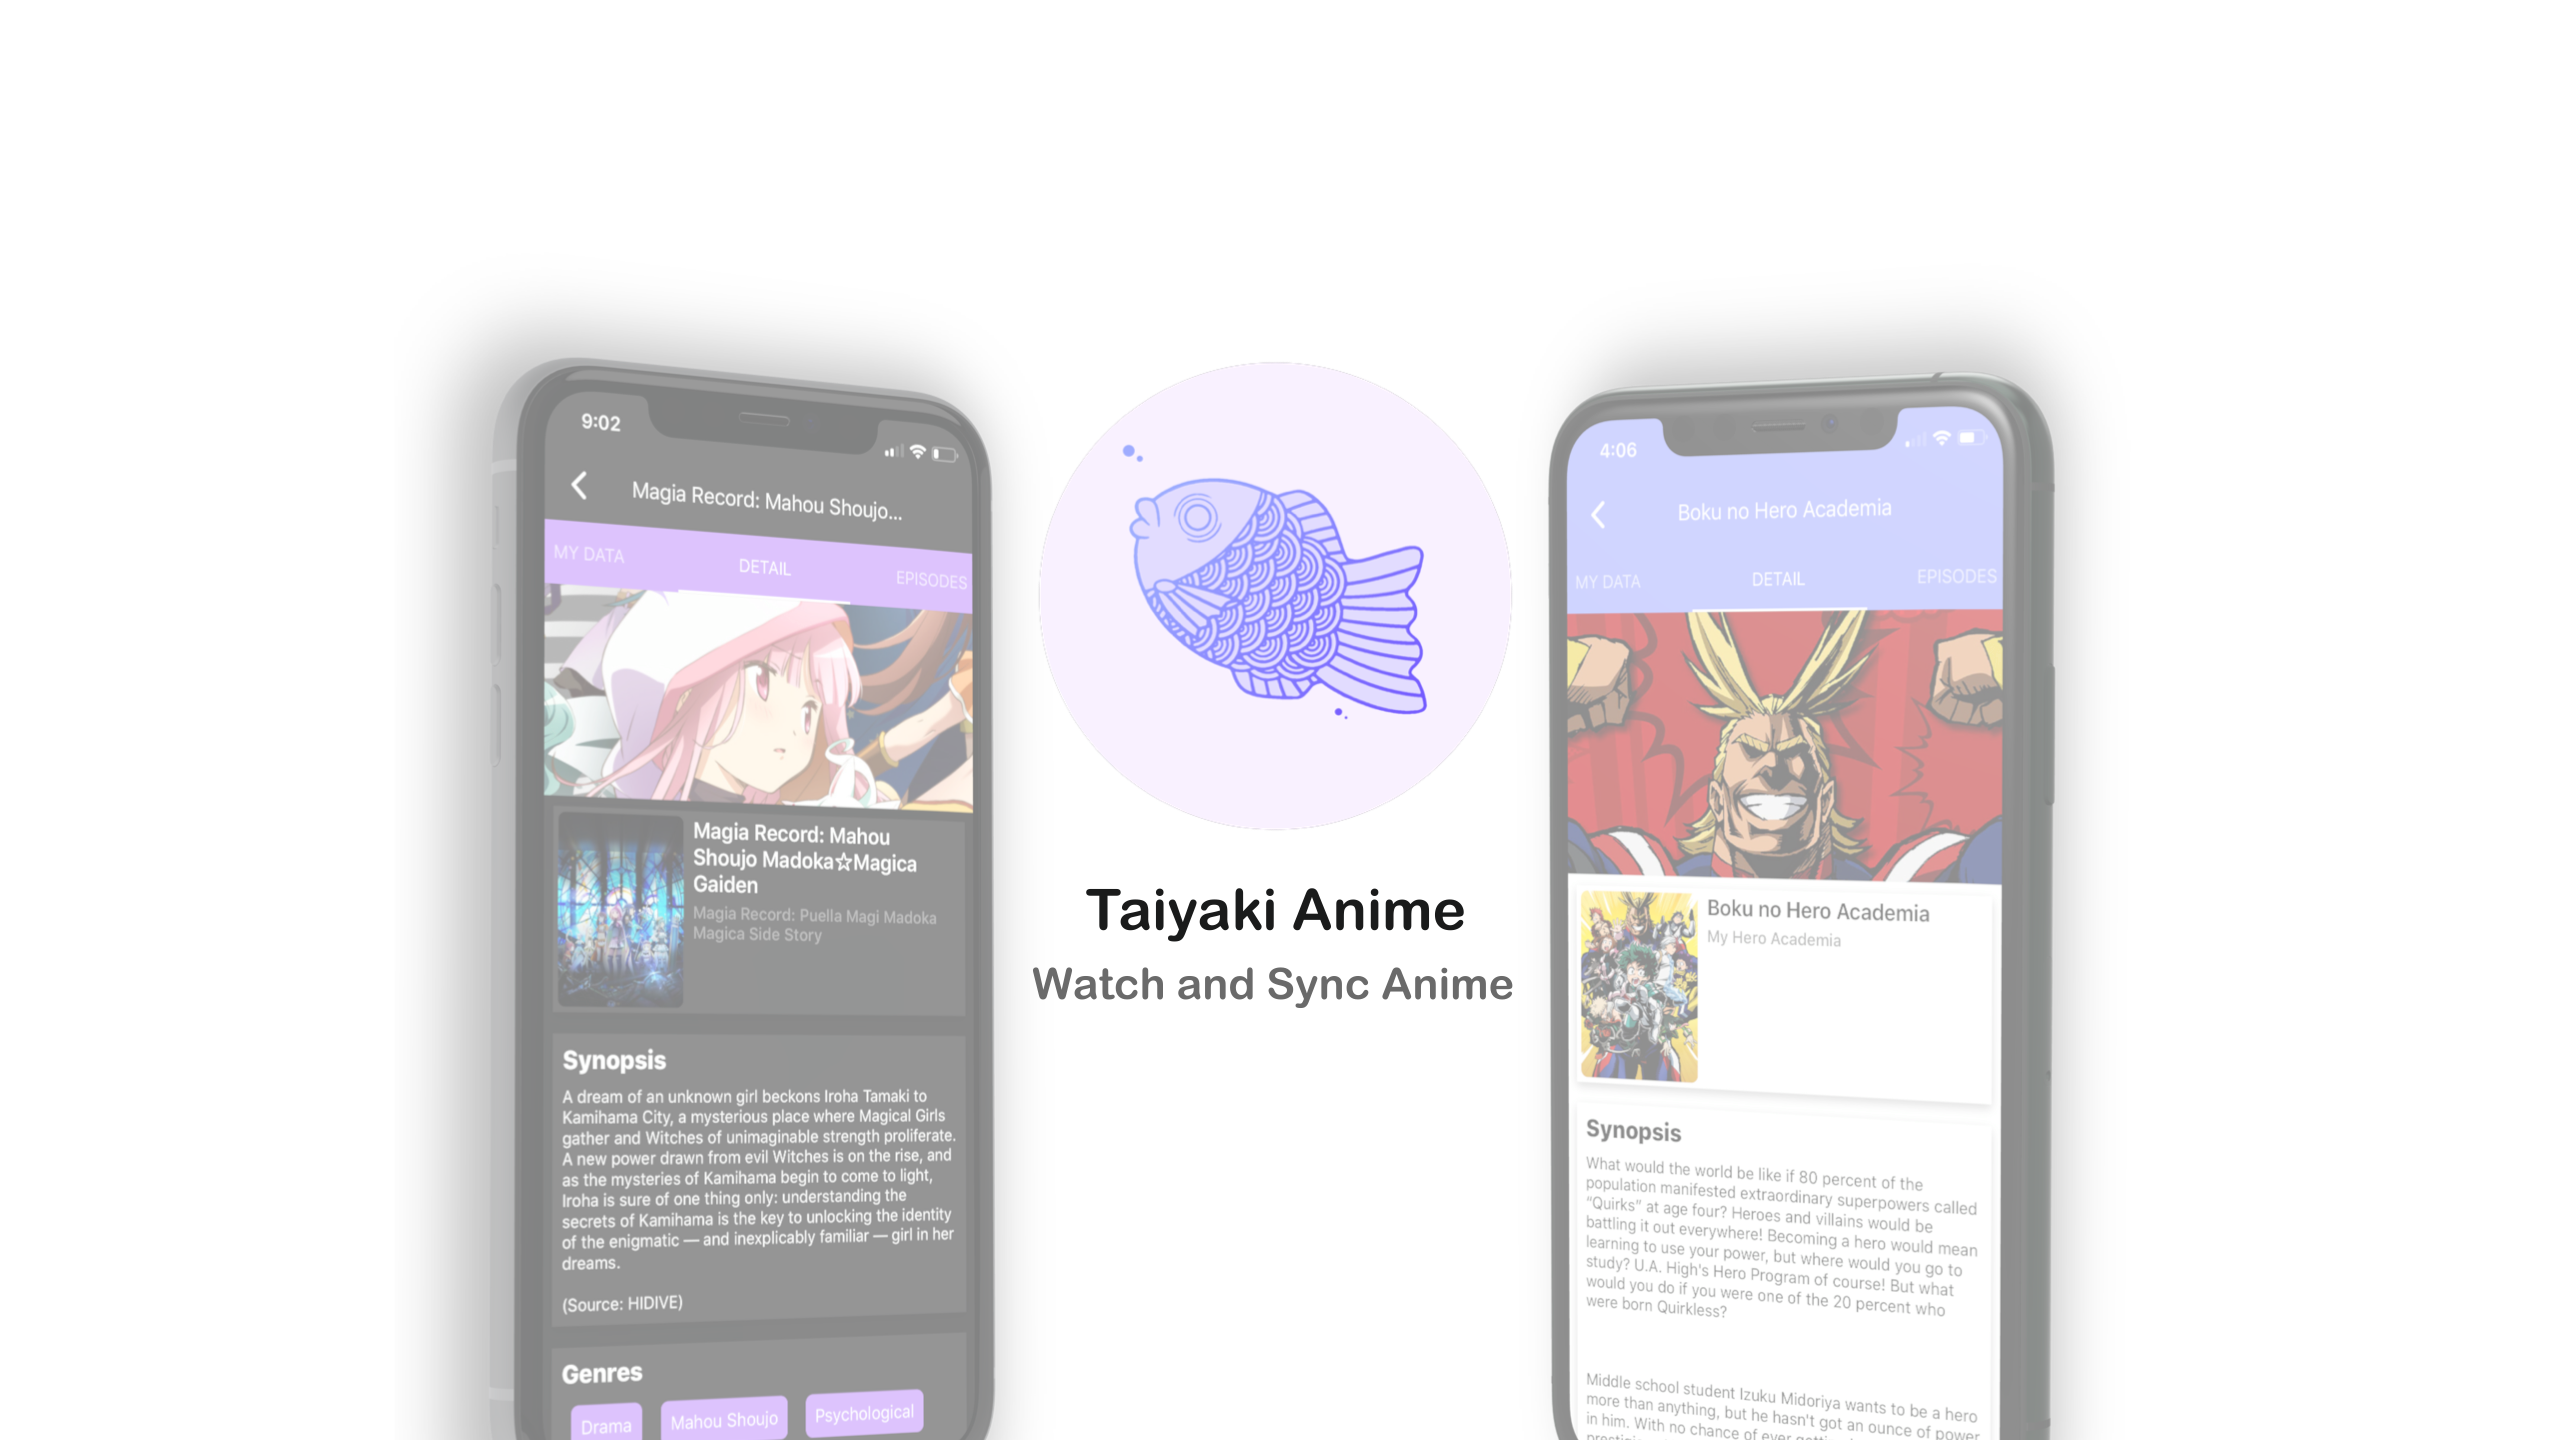 9:02
Magia Record: Mahou Shoujo...
MY DATA
DETAIL
EPISODES
Magia Record: Mahou
Shoujo Madoka☆Magica
Gaiden
Magia Record: Puella Magi Madoka
Magica Side Story
Synopsis
A dream of an unknown girl beckons Iroha Tamaki to
Kamihama City, a mysterious place where Magical Girls
gather and Witches of unimaginable strength proliferate.
A new power drawn from evil Witches is on the rise, and
as the mysteries of Kamihama begin to come to light,
Iroha is sure of one thing only: understanding the
secrets of Kamihama is the key to unlocking the identity
of the enigmatic — and inexplicably familiar — girl in her
dreams.
(Source: HIDIVE)
Genres
Drama
Mahou Shoujo
Psychological
Taiyaki Anime
Watch and Sync Anime
4:06
Boku no Hero Academia
MY DATA
DETAIL
EPISODES
Boku no Hero Academia
My Hero Academia
Synopsis
What would the world be like if 80 percent of the
population manifested extraordinary superpowers called
“Quirks” at age four? Heroes and villains would be
battling it out everywhere! Becoming a hero would mean
learning to use your power, but where would you go to
study? U.A. High's Hero Program of course! But what
would you do if you were one of the 20 percent who
were born Quirkless?
Middle school student Izuku Midoriya wants to be a hero
more than anything, but he hasn't got an ounce of power
in him. With no chance of ever